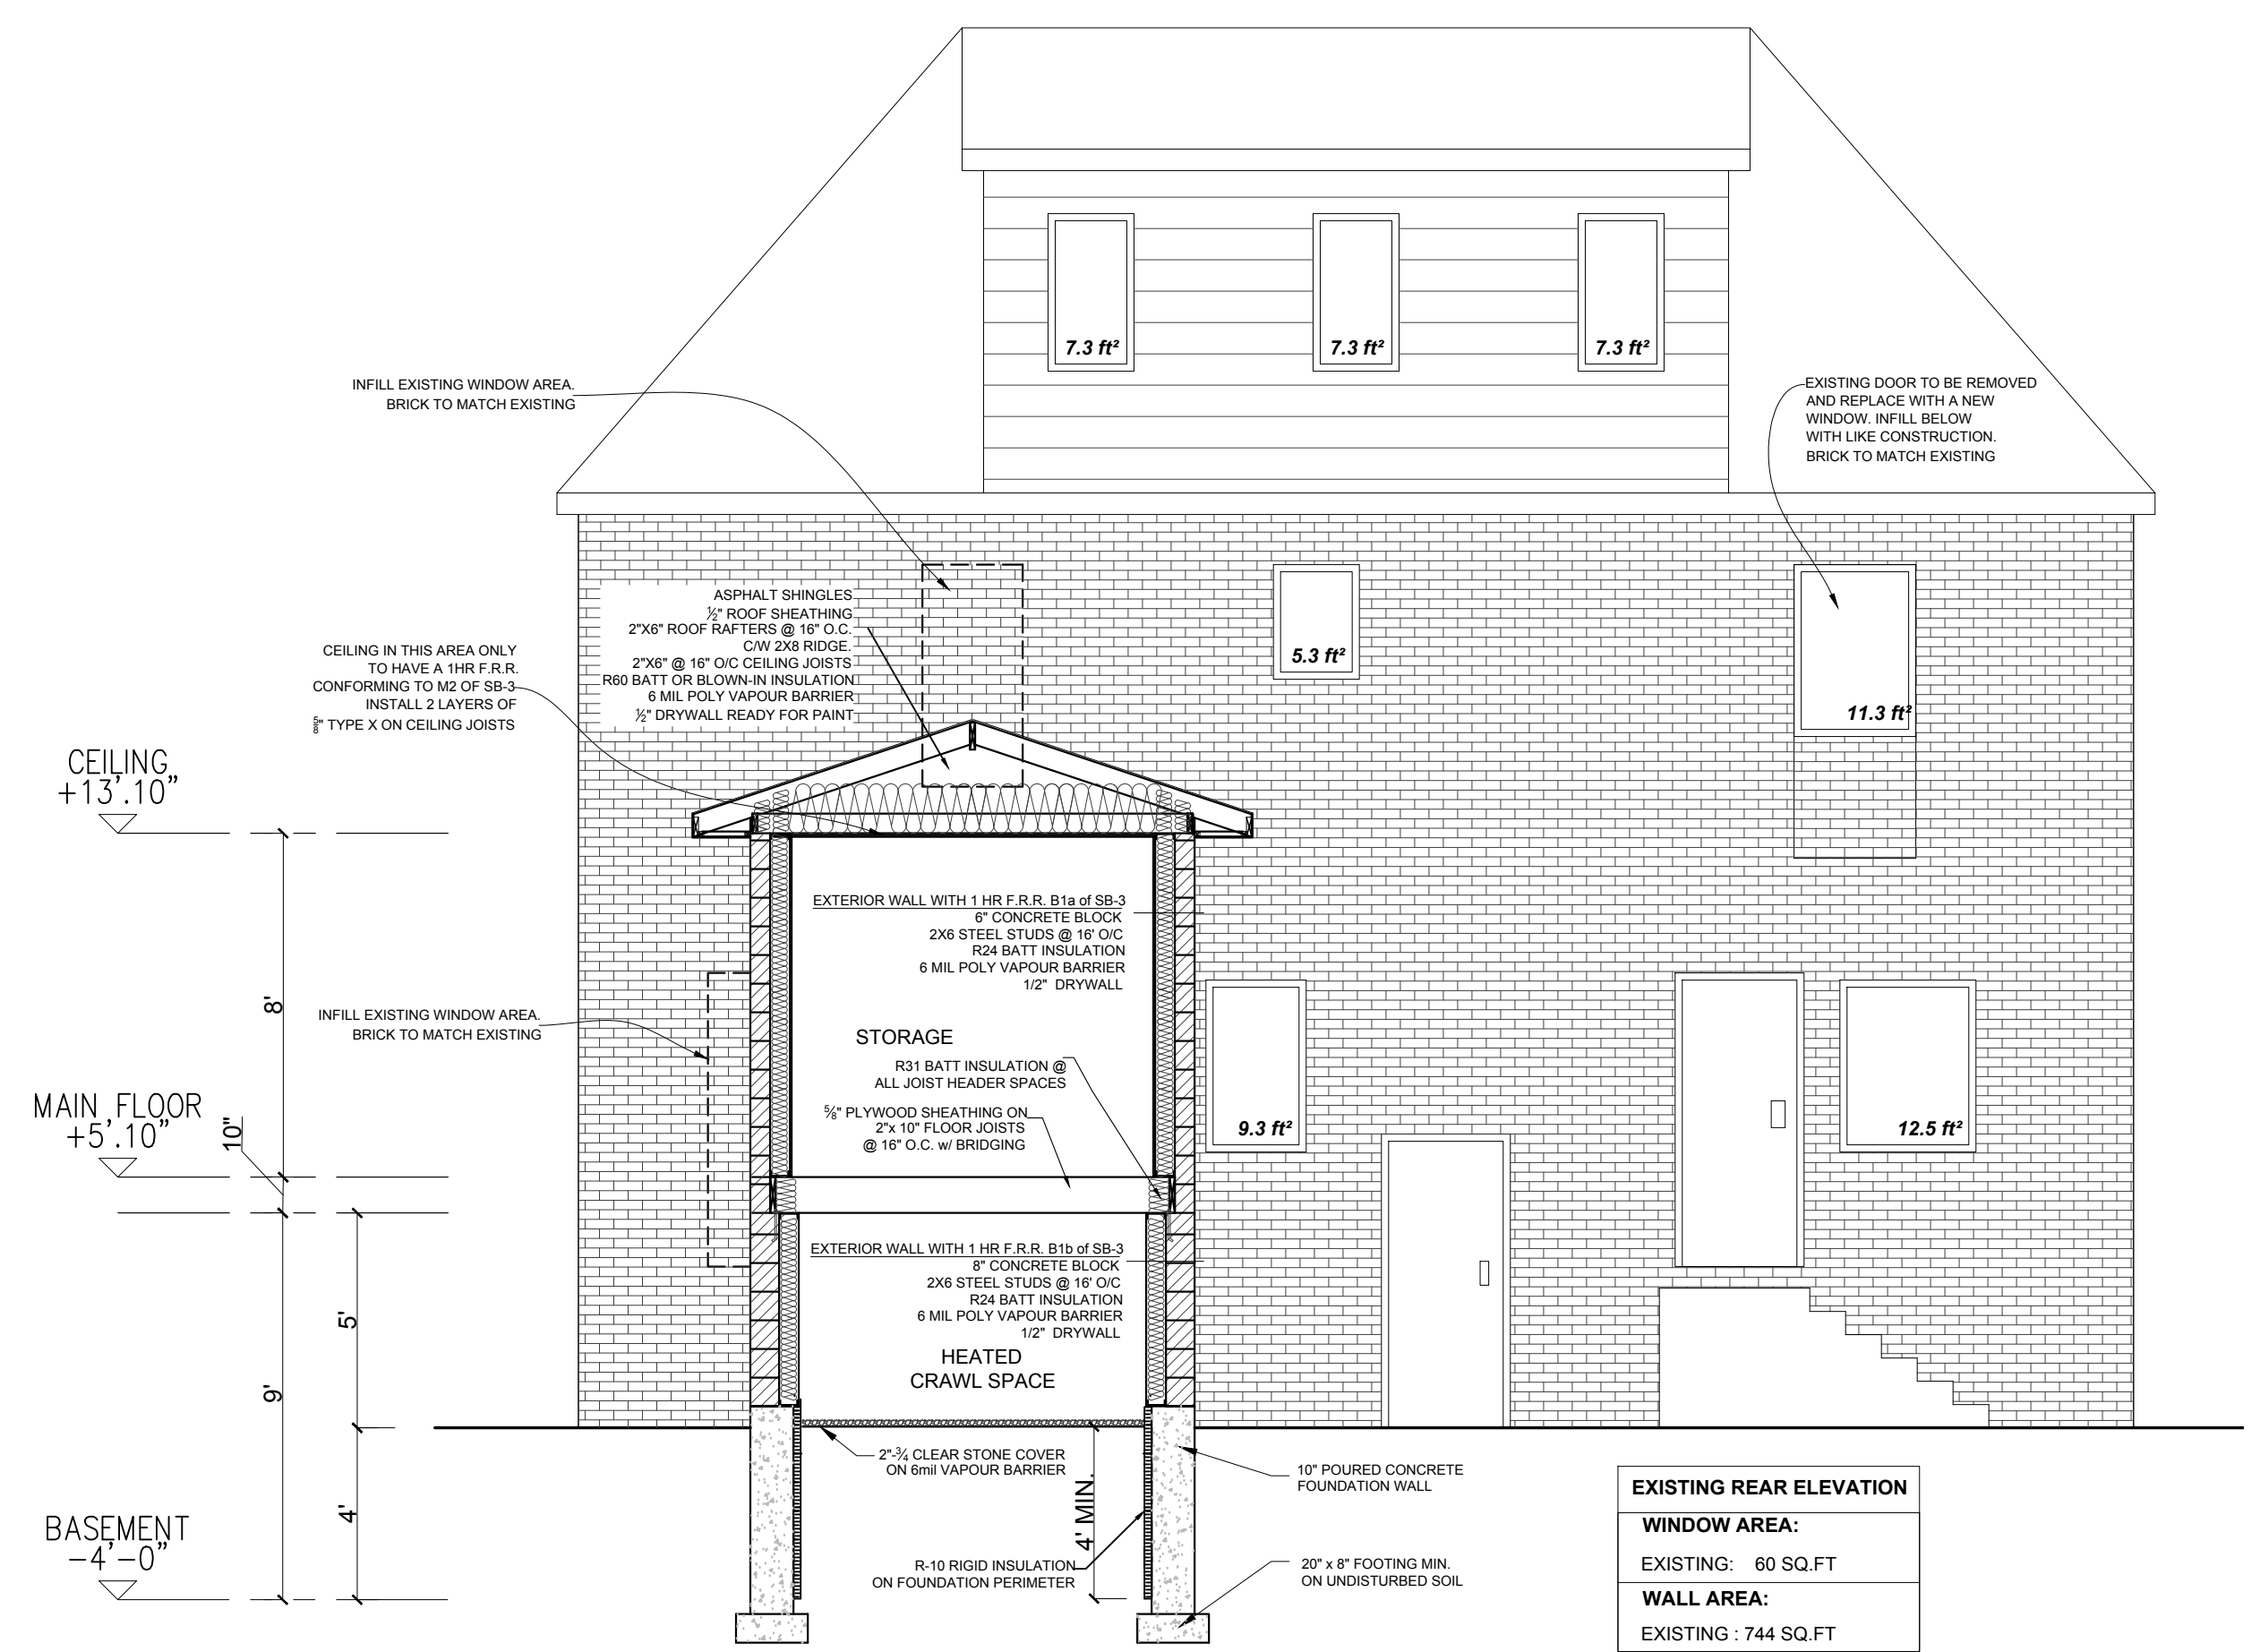 7.3 ft²
7.3 ft²
7.3 ft²
INFILL EXISTING WINDOW AREA.
BRICK TO MATCH EXISTING
EXISTING DOOR TO BE REMOVED
AND REPLACE WITH A NEW
WINDOW. INFILL BELOW
WITH LIKE CONSTRUCTION.
BRICK TO MATCH EXISTING
ASPHALT SHINGLES
½" ROOF SHEATHING
2"X6" ROOF RAFTERS @ 16" O.C.
C/W 2X8 RIDGE.
2"X6" @ 16" O/C CEILING JOISTS
R60 BATT OR BLOWN-IN INSULATION
6 MIL POLY VAPOUR BARRIER
½" DRYWALL READY FOR PAINT
5.3 ft²
11.3 ft²
CEILING IN THIS AREA ONLY
TO HAVE A 1HR F.R.R.
CONFORMING TO M2 OF SB-3
INSTALL 2 LAYERS OF
⅝" TYPE X ON CEILING JOISTS
CEILING
+13'.10"
8'
EXTERIOR WALL WITH 1 HR F.R.R. B1a of SB-3
6" CONCRETE BLOCK
2X6 STEEL STUDS @ 16' O/C
R24 BATT INSULATION
6 MIL POLY VAPOUR BARRIER
1/2" DRYWALL
INFILL EXISTING WINDOW AREA.
BRICK TO MATCH EXISTING
STORAGE
R31 BATT INSULATION @
ALL JOIST HEADER SPACES
⅝" PLYWOOD SHEATHING ON
2"x 10" FLOOR JOISTS
@ 16" O.C. w/ BRIDGING
9.3 ft²
12.5 ft²
MAIN FLOOR
+5'.10"
10"
EXTERIOR WALL WITH 1 HR F.R.R. B1b of SB-3
8" CONCRETE BLOCK
2X6 STEEL STUDS @ 16' O/C
R24 BATT INSULATION
6 MIL POLY VAPOUR BARRIER
1/2" DRYWALL
HEATED
CRAWL SPACE
5'
9'
4'
2"-¾ CLEAR STONE COVER
ON 6mil VAPOUR BARRIER
4' MIN.
10" POURED CONCRETE
FOUNDATION WALL
BASEMENT
-4'-0"
R-10 RIGID INSULATION
ON FOUNDATION PERIMETER
20" x 8" FOOTING MIN.
ON UNDISTURBED SOIL
EXISTING REAR ELEVATION
WINDOW AREA:
EXISTING: 60 SQ.FT
WALL AREA:
EXISTING : 744 SQ.FT